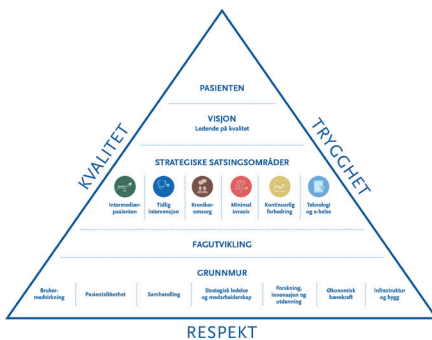 PASIENTEN
VISJON
Ledende på kvalitet
KVALITET
TRYGGHET
STRATEGISKE SATSINGSOMRÅDER
Intermediær-
pasienten
Tidlig
intervensjon
Kroniker-
omsorg
Minimal
invasiv
Kontinuerlig
forbedring
Teknologi
og e-helse
FAGUTVIKLING
GRUNNMUR
Bruker-
medvirkning
Pasientsikkerhet
Samhandling
Strategisk ledelse
og medarbeiderskap
Forskning,
innovasjon og
utdanning
Økonomisk
bærekraft
Infrastruktur
og bygg
RESPEKT